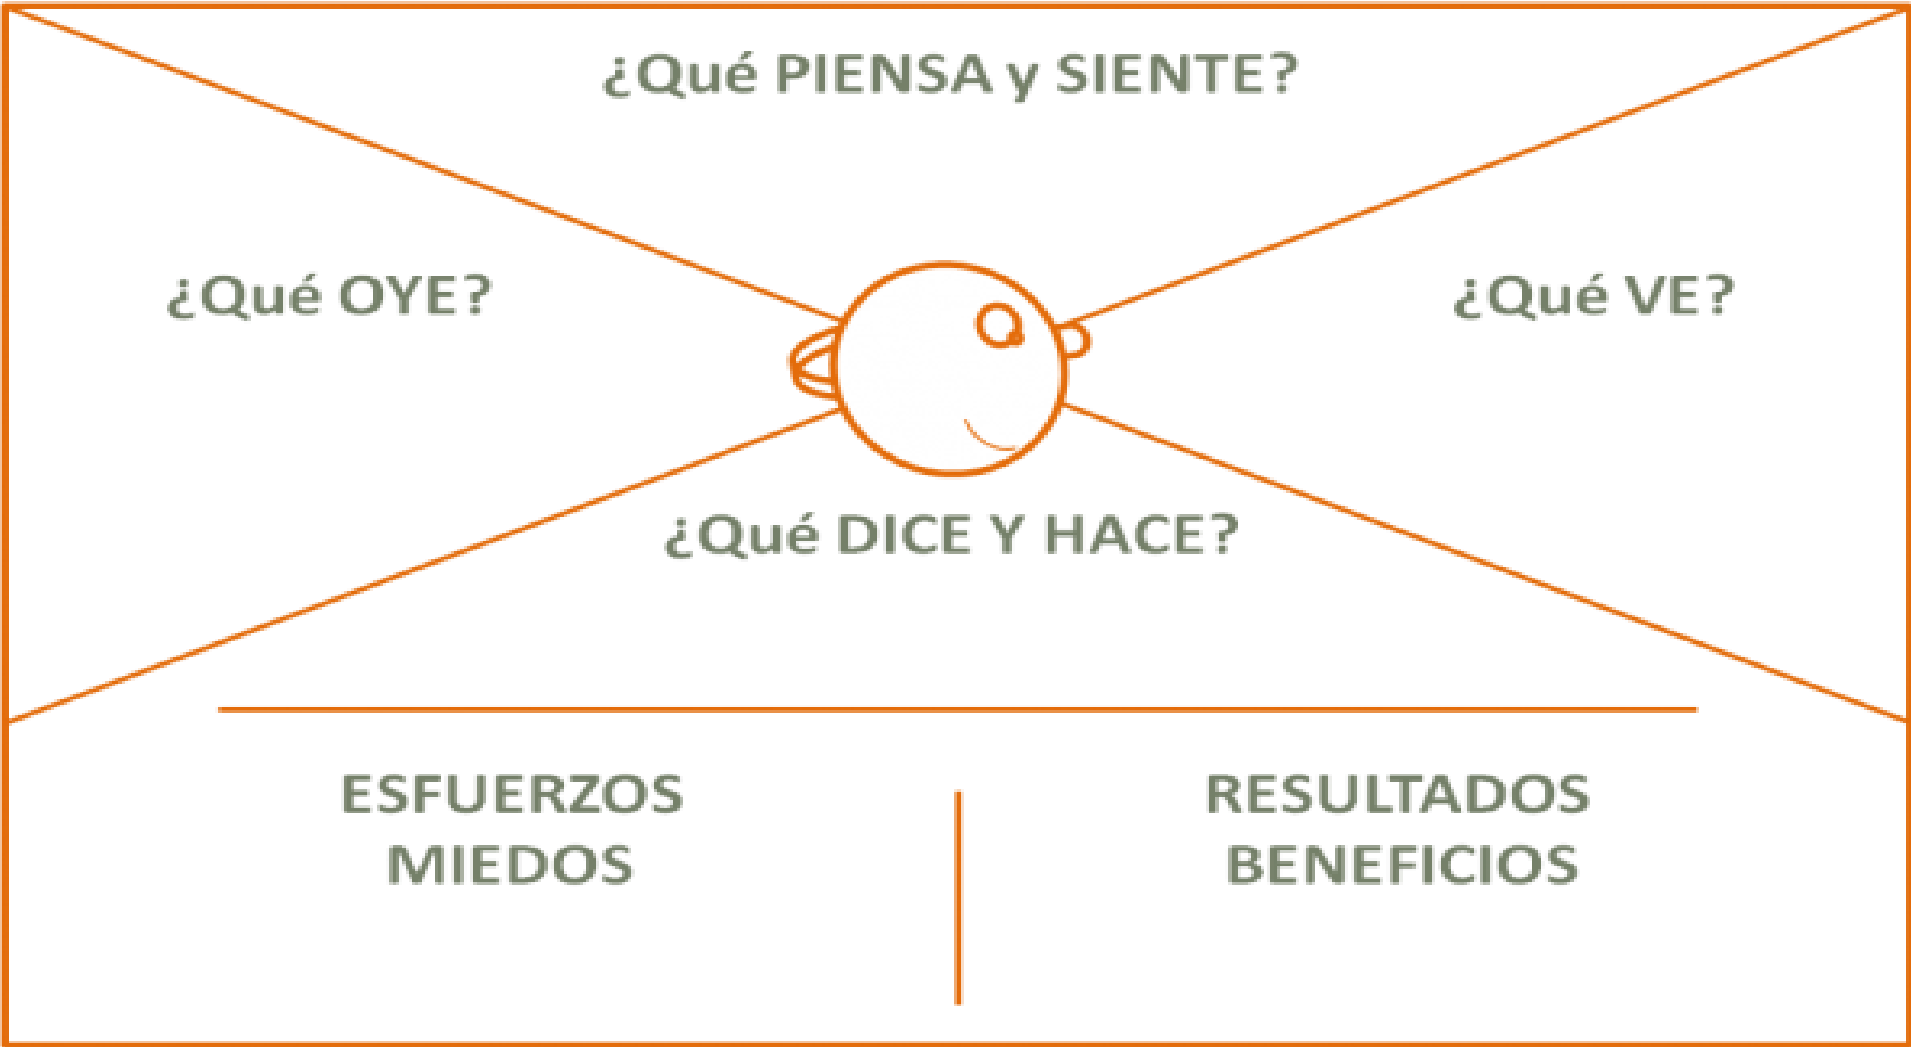 ¿Qué PIENSA y SIENTE?
¿Qué OYE?
¿Qué VE?
¿Qué DICE Y HACE?
ESFUERZOS
MIEDOS
RESULTADOS
BENEFICIOS